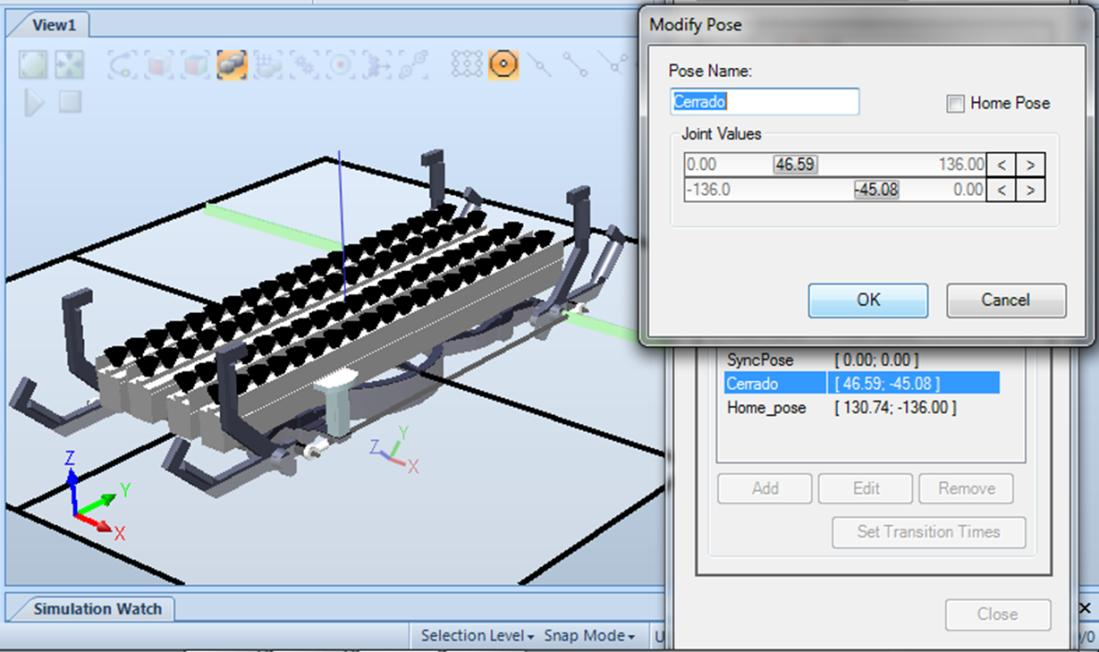 View1
Modify Pose
Pose Name:
Cerrado
Home Pose
Joint Values
0.00 46.59 136.00 < >
-136.0 -45.08 0.00 < >
OK Cancel
SyncPose [ 0.00; 0.00 ]
Cerrado [ 46.59; -45.08 ]
Home_pose [ 130.74; -136.00 ]
Add Edit Remove
Set Transition Times
Close
Z
Y
X
Z
Y
X
Simulation Watch
Selection Level Snap Mode U
/0